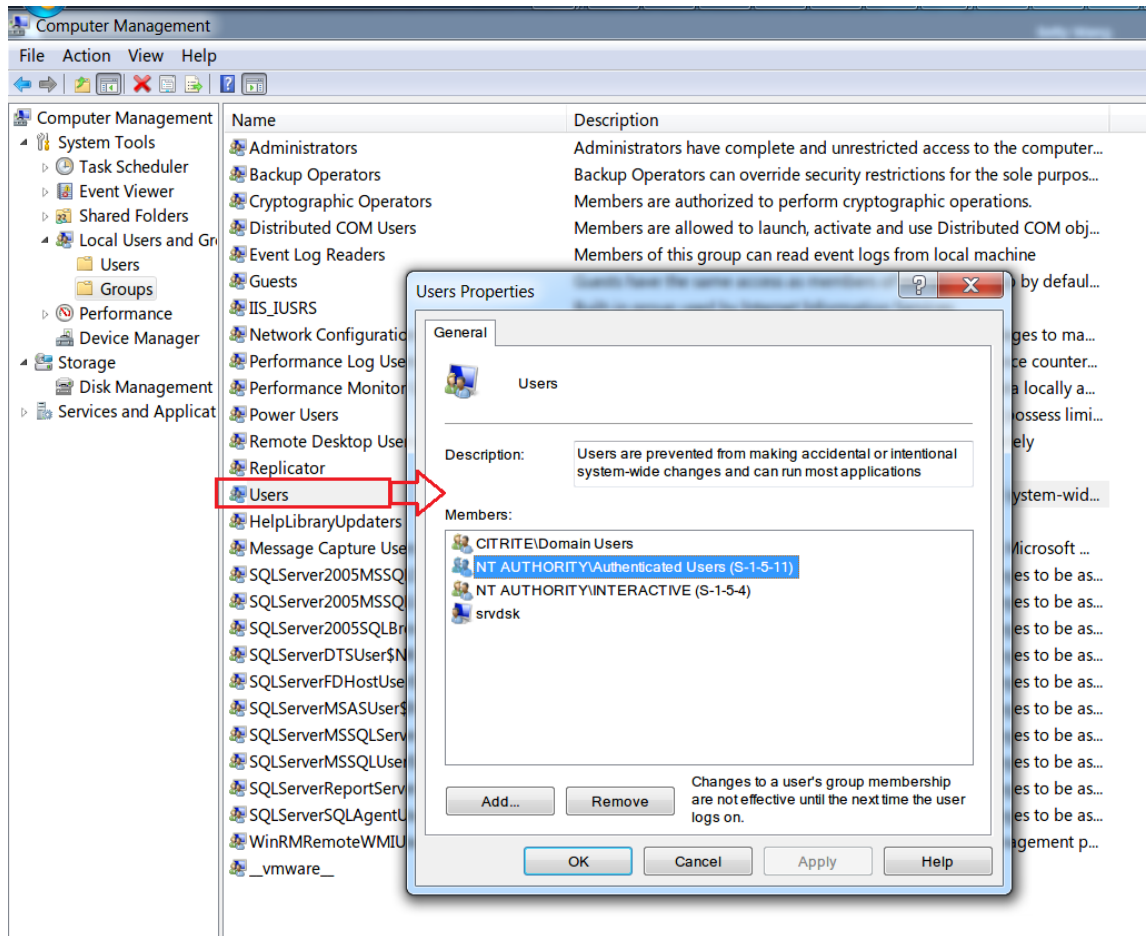 Computer Management
File Action View Help
Computer Management
System Tools
Task Scheduler
Event Viewer
Shared Folders
Local Users and Gr
Users
Groups
Performance
Device Manager
Storage
Disk Management
Services and Applicat
Name Description
Administrators Administrators have complete and unrestricted access to the computer...
Backup Operators Backup Operators can override security restrictions for the sole purpos...
Cryptographic Operators Members are authorized to perform cryptographic operations.
Distributed COM Users Members are allowed to launch, activate and use Distributed COM obj...
Event Log Readers Members of this group can read event logs from local machine
Guests by defaul...
IIS_IUSRS
Network Configuratio ges to ma...
Performance Log Use ce counter...
Performance Monitor a locally a...
Power Users possess limi...
Remote Desktop Use ely
Replicator
Users ystem-wid...
HelpLibraryUpdaters
Message Capture Use Microsoft ...
SQLServer2005MSSQ es to be as...
SQLServer2005MSSQ es to be as...
SQLServer2005SQLBr es to be as...
SQLServerDTSUser$N es to be as...
SQLServerFDHostUse es to be as...
SQLServerMSASUser$ es to be as...
SQLServerMSSQLServ es to be as...
SQLServerMSSQLUser es to be as...
SQLServerReportServ es to be as...
SQLServerSQLAgentU es to be as...
WinRMRemoteWMIU agement p...
__vmware__
Users Properties
General
Users
Description: Users are prevented from making accidental or intentional
system-wide changes and can run most applications
Members:
CITRITE\Domain Users
NT AUTHORITY\Authenticated Users (S-1-5-11)
NT AUTHORITY\INTERACTIVE (S-1-5-4)
srvdsk
Add... Remove
Changes to a user's group membership
are not effective until the next time the user
logs on.
OK Cancel Apply Help